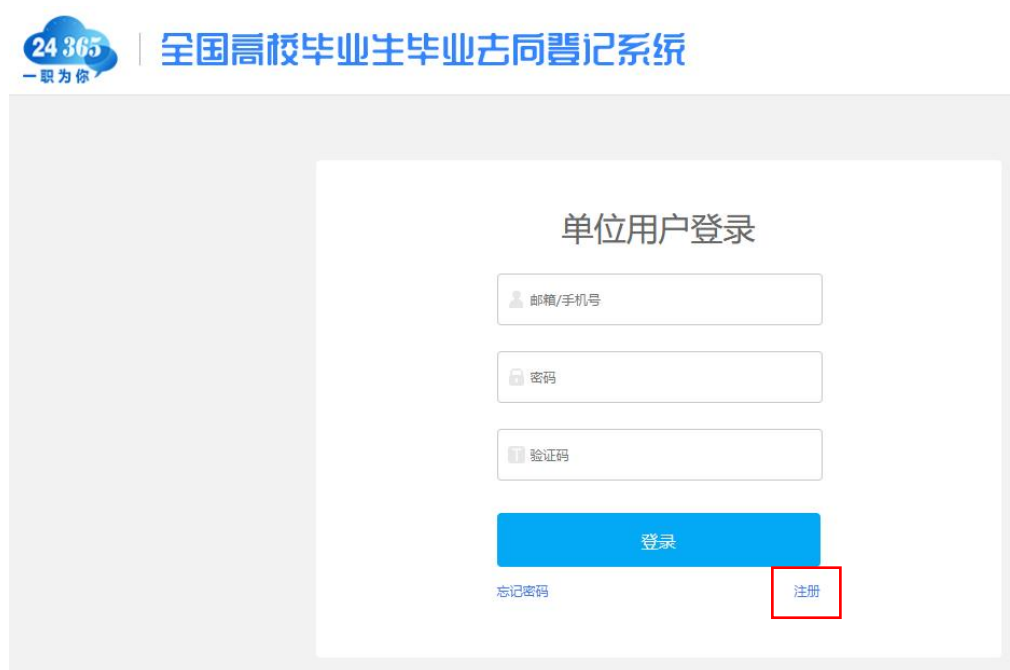 24 365
一职为你
全国高校毕业生毕业去向登记系统
单位用户登录
邮箱/手机号
密码
验证码
登录
忘记密码 注册